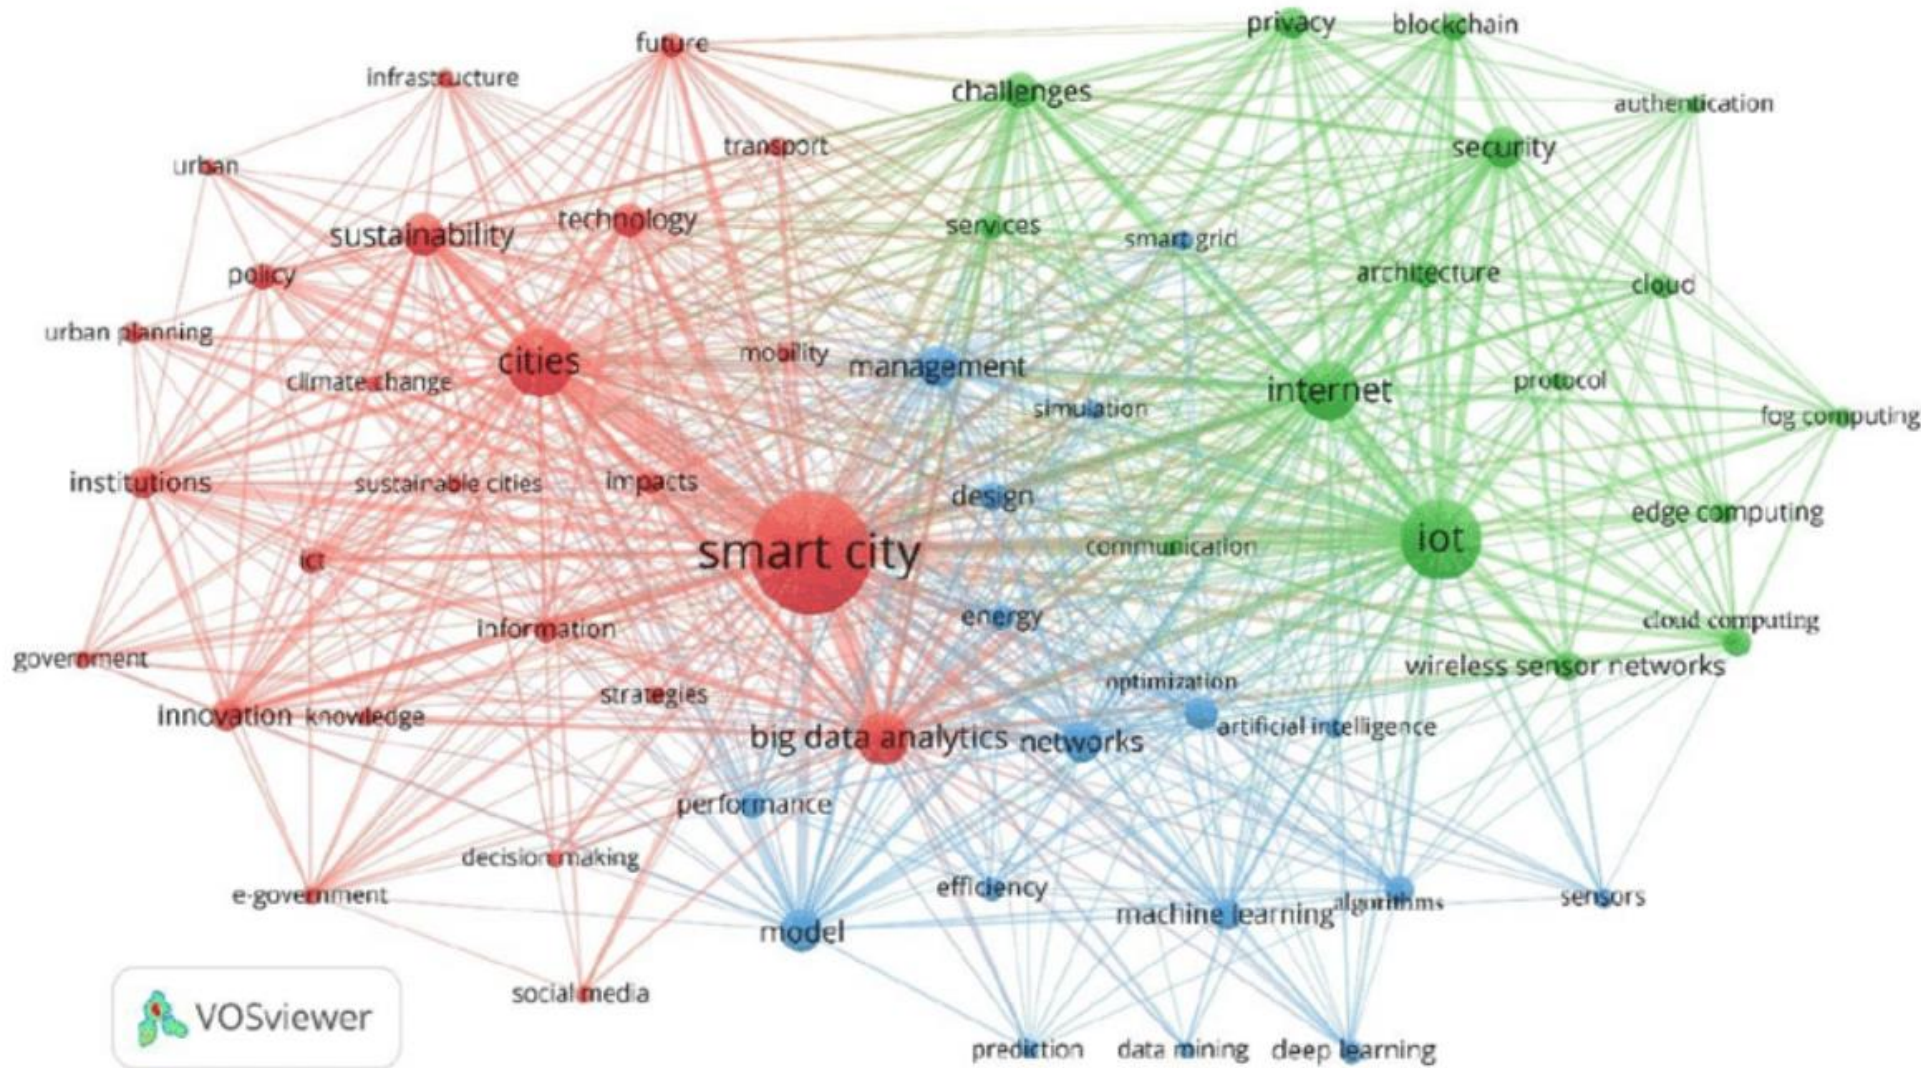 privacy
blockchain
future
infrastructure
challenges
authentication
transport
security
urban
technology
services
sustainability
smart grid
policy
architecture
cloud
urban planning
mobility
cities
management
climate change
protocol
internet
simulation
fog computing
institutions
sustainable cities
impacts
design
edge computing
iot
communication
smart city
ict
energy
cloud computing
information
government
wireless sensor networks
optimization
strategies
innovation
knowledge
artificial intelligence
big data analytics
networks
performance
decision making
efficiency
e-government
sensors
algorithms
machine learning
model
social media
VOSviewer
prediction
data mining
deep learning